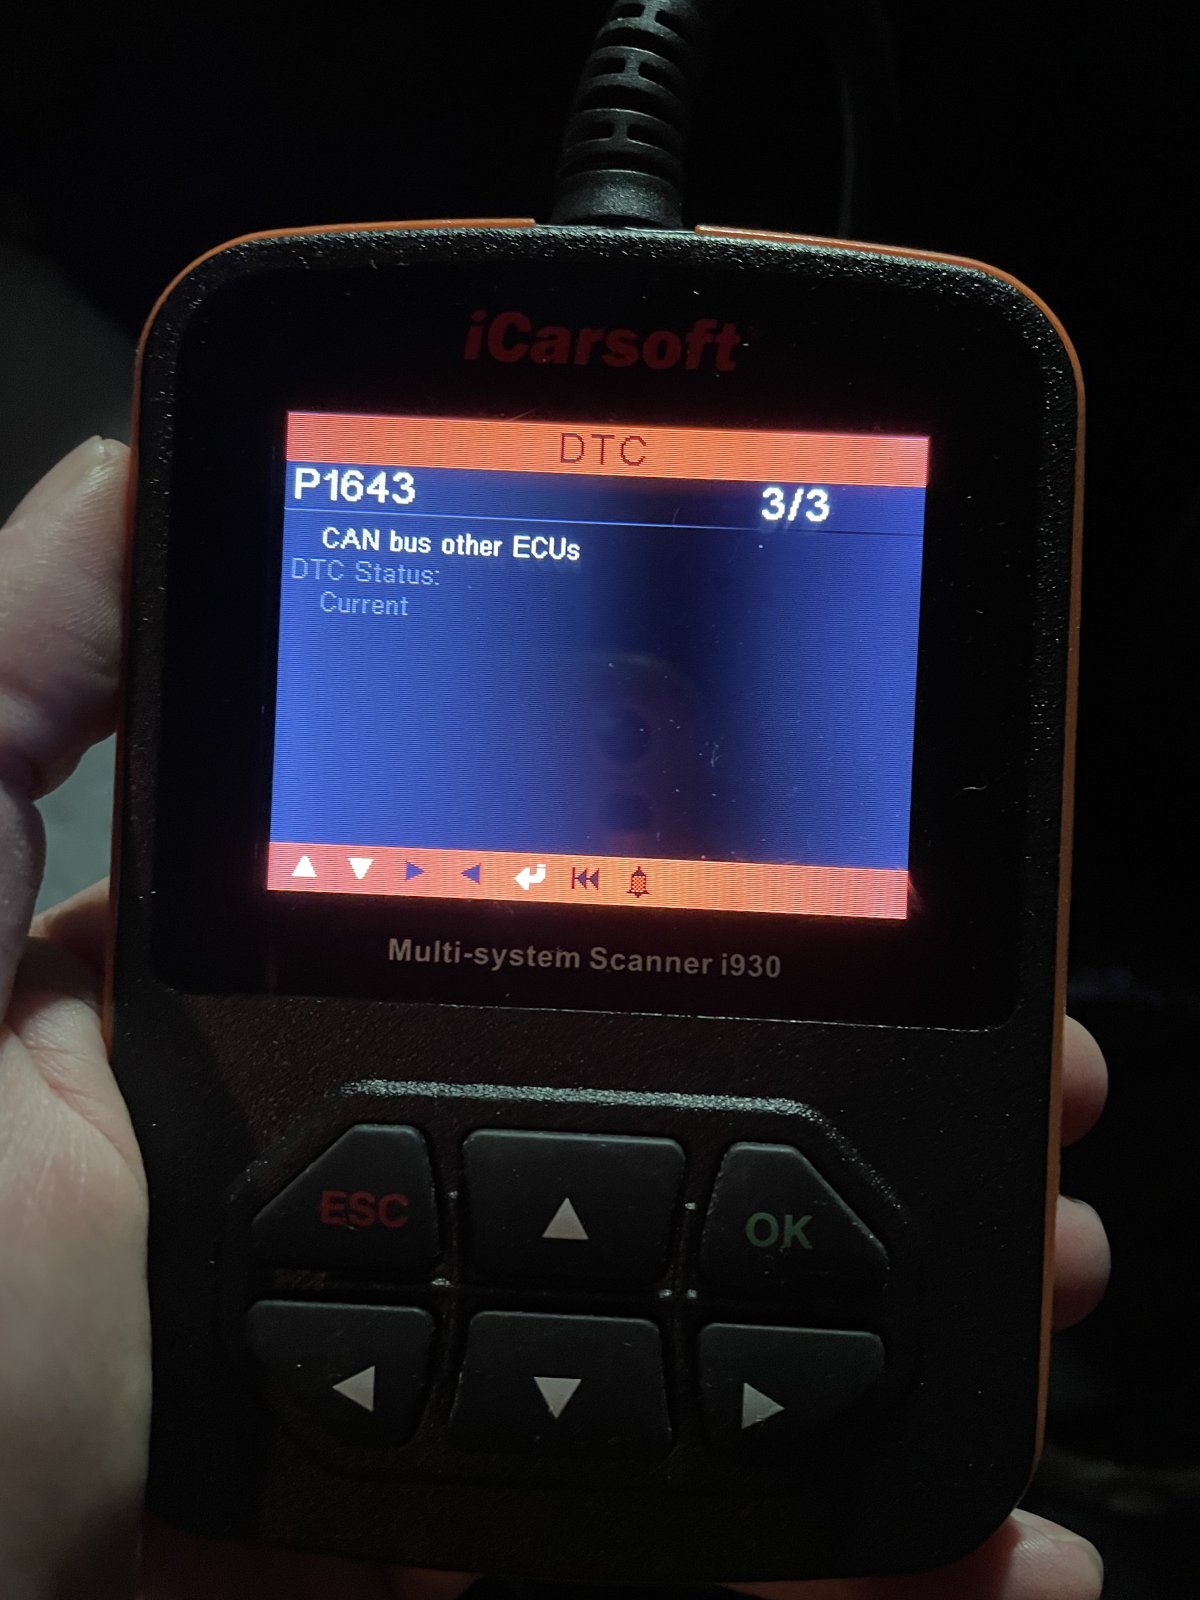 iCarsoft
DTC
P1643 3/3
CAN bus other ECUs
DTC Status:
Current
Multi-system Scanner i930
ESC
OK